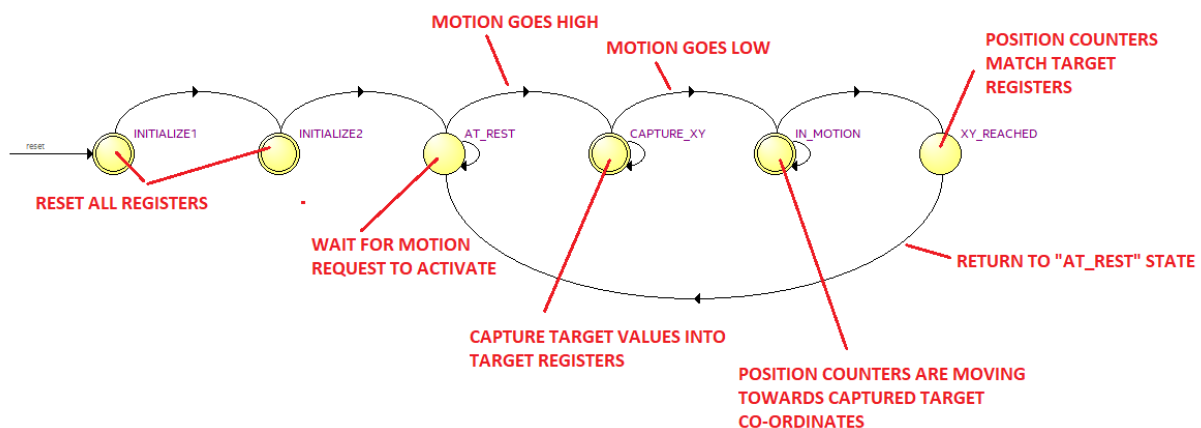 MOTION GOES HIGH
MOTION GOES LOW
POSITION COUNTERS
MATCH TARGET
REGISTERS
reset
INITIALIZE1
INITIALIZE2
AT_REST
CAPTURE_XY
IN_MOTION
XY_REACHED
RESET ALL REGISTERS
WAIT FOR MOTION
REQUEST TO ACTIVATE
RETURN TO "AT_REST" STATE
CAPTURE TARGET VALUES INTO
TARGET REGISTERS
POSITION COUNTERS ARE MOVING
TOWARDS CAPTURED TARGET
CO-ORDINATES